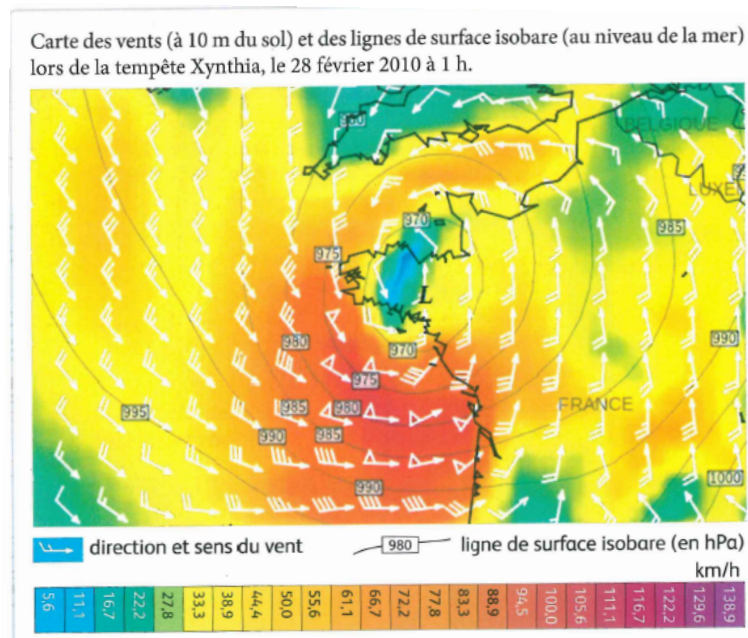 Carte des vents (à 10 m du sol) et des lignes de surface isobare (au niveau de la mer)
lors de la tempête Xynthia, le 28 février 2010 à 1 h.
980
BELGIQUE
LUXE
970
985
975
L
980
990
970
975
995
985
980
FRANCE
990
985
1000
990
direction et sens du vent
980
ligne de surface isobare (en hPa)
km/h
5,6 11,1 16,7 22,2 27,8 33,3 38,9 44,4 50,0 55,6 61,1 66,7 72,2 77,8 83,3 88,9 94,5 100,0 105,6 111,1 116,7 122,2 129,6 138,9